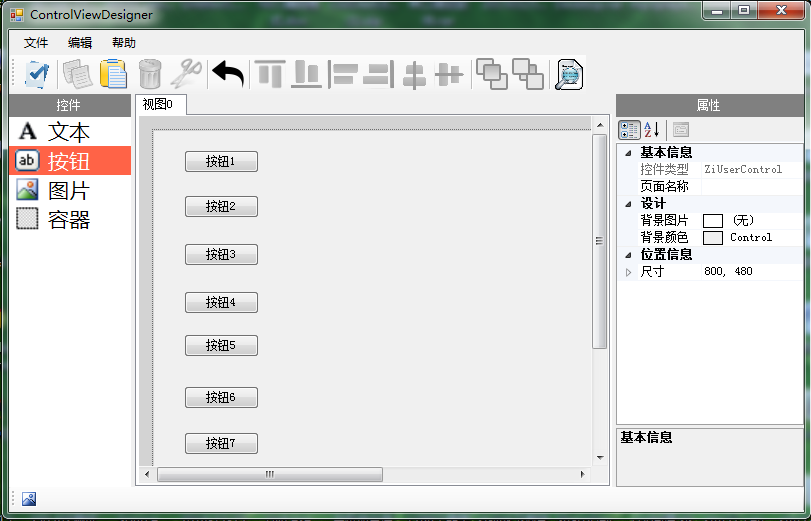 ControlViewDesigner
文件 编辑 帮助
控件
A 文本
ab 按钮
图片
容器
视图0
按钮1
按钮2
按钮3
按钮4
按钮5
按钮6
按钮7
属性
A Z
基本信息
控件类型 ZiUserControl
页面名称
设计
背景图片 (无)
背景颜色 Control
位置信息
尺寸 800, 480
基本信息